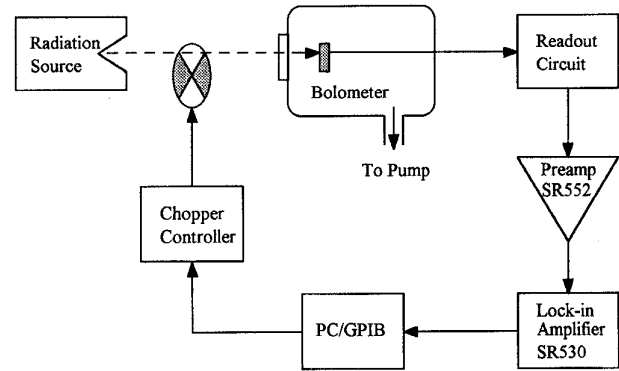 Radiation
Source
Bolometer
To Pump
Readout
Circuit
Preamp
SR552
Chopper
Controller
PC/GPIB
Lock-in
Amplifier
SR530